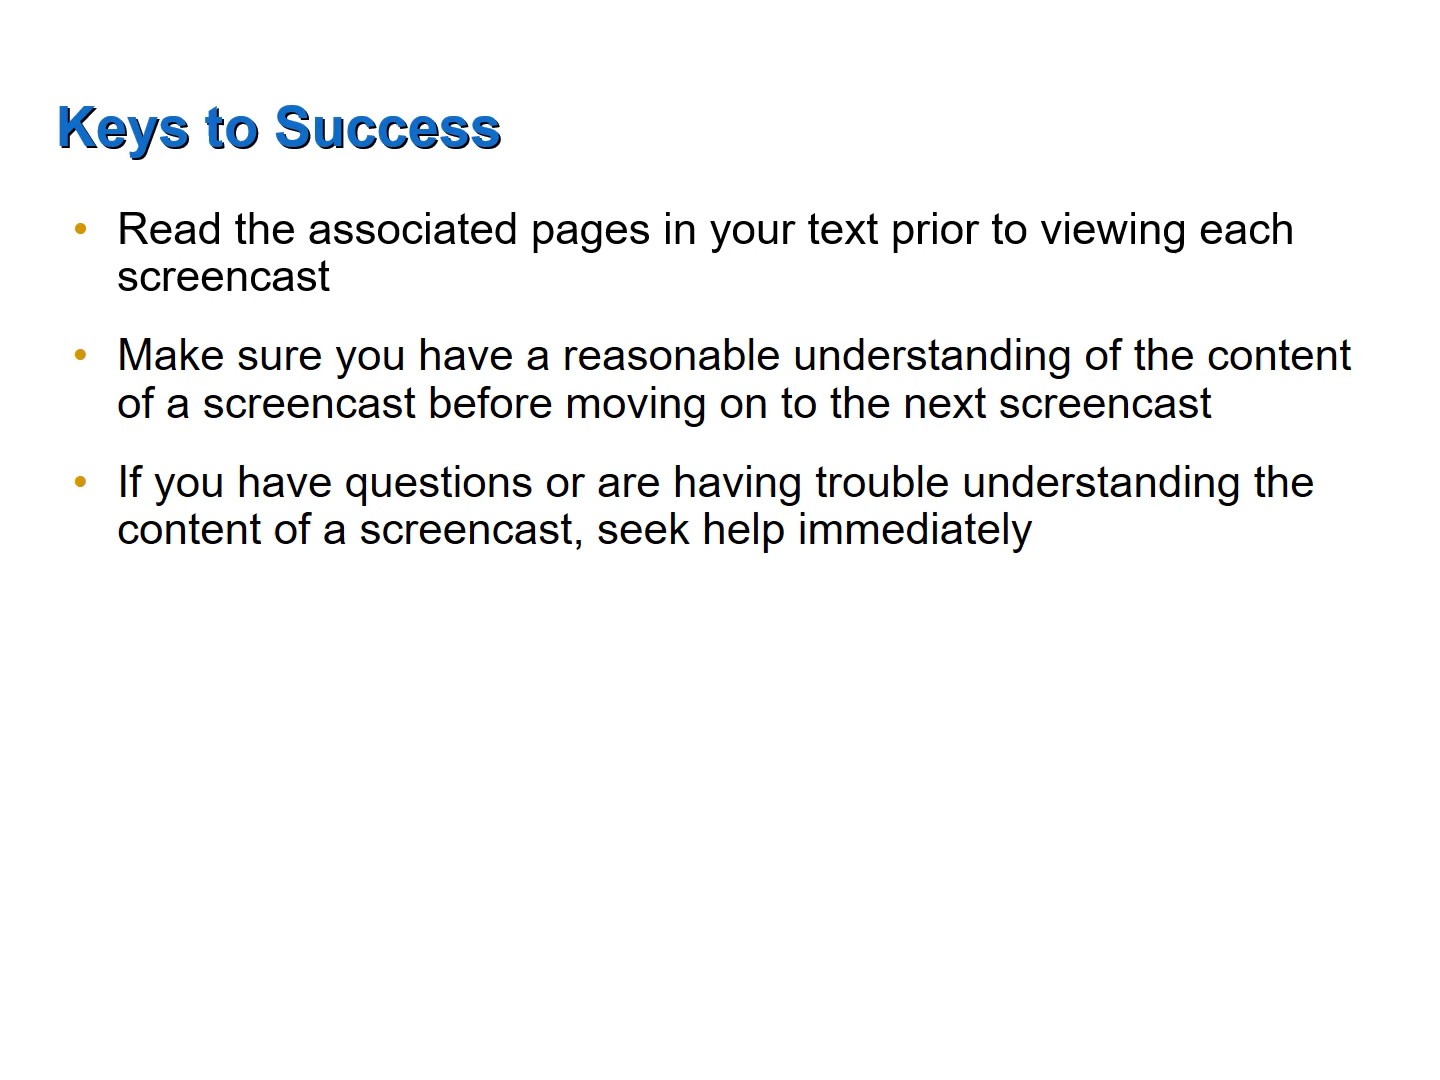 Keys to Success
• Read the associated pages in your text prior to viewing each
screencast
• Make sure you have a reasonable understanding of the content
of a screencast before moving on to the next screencast
• If you have questions or are having trouble understanding the
content of a screencast, seek help immediately